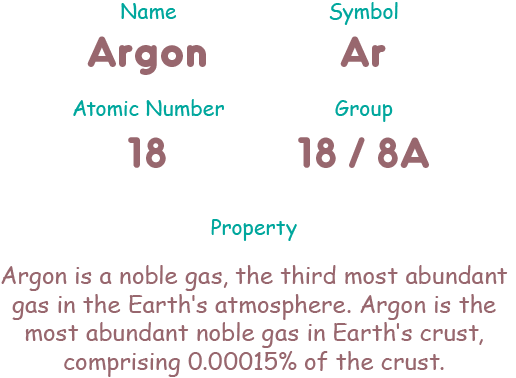 Name Symbol
Argon Ar
Atomic Number Group
18 18 / 8A
Property
Argon is a noble gas, the third most abundant
gas in the Earth's atmosphere. Argon is the
most abundant noble gas in Earth's crust,
comprising 0.00015% of the crust.